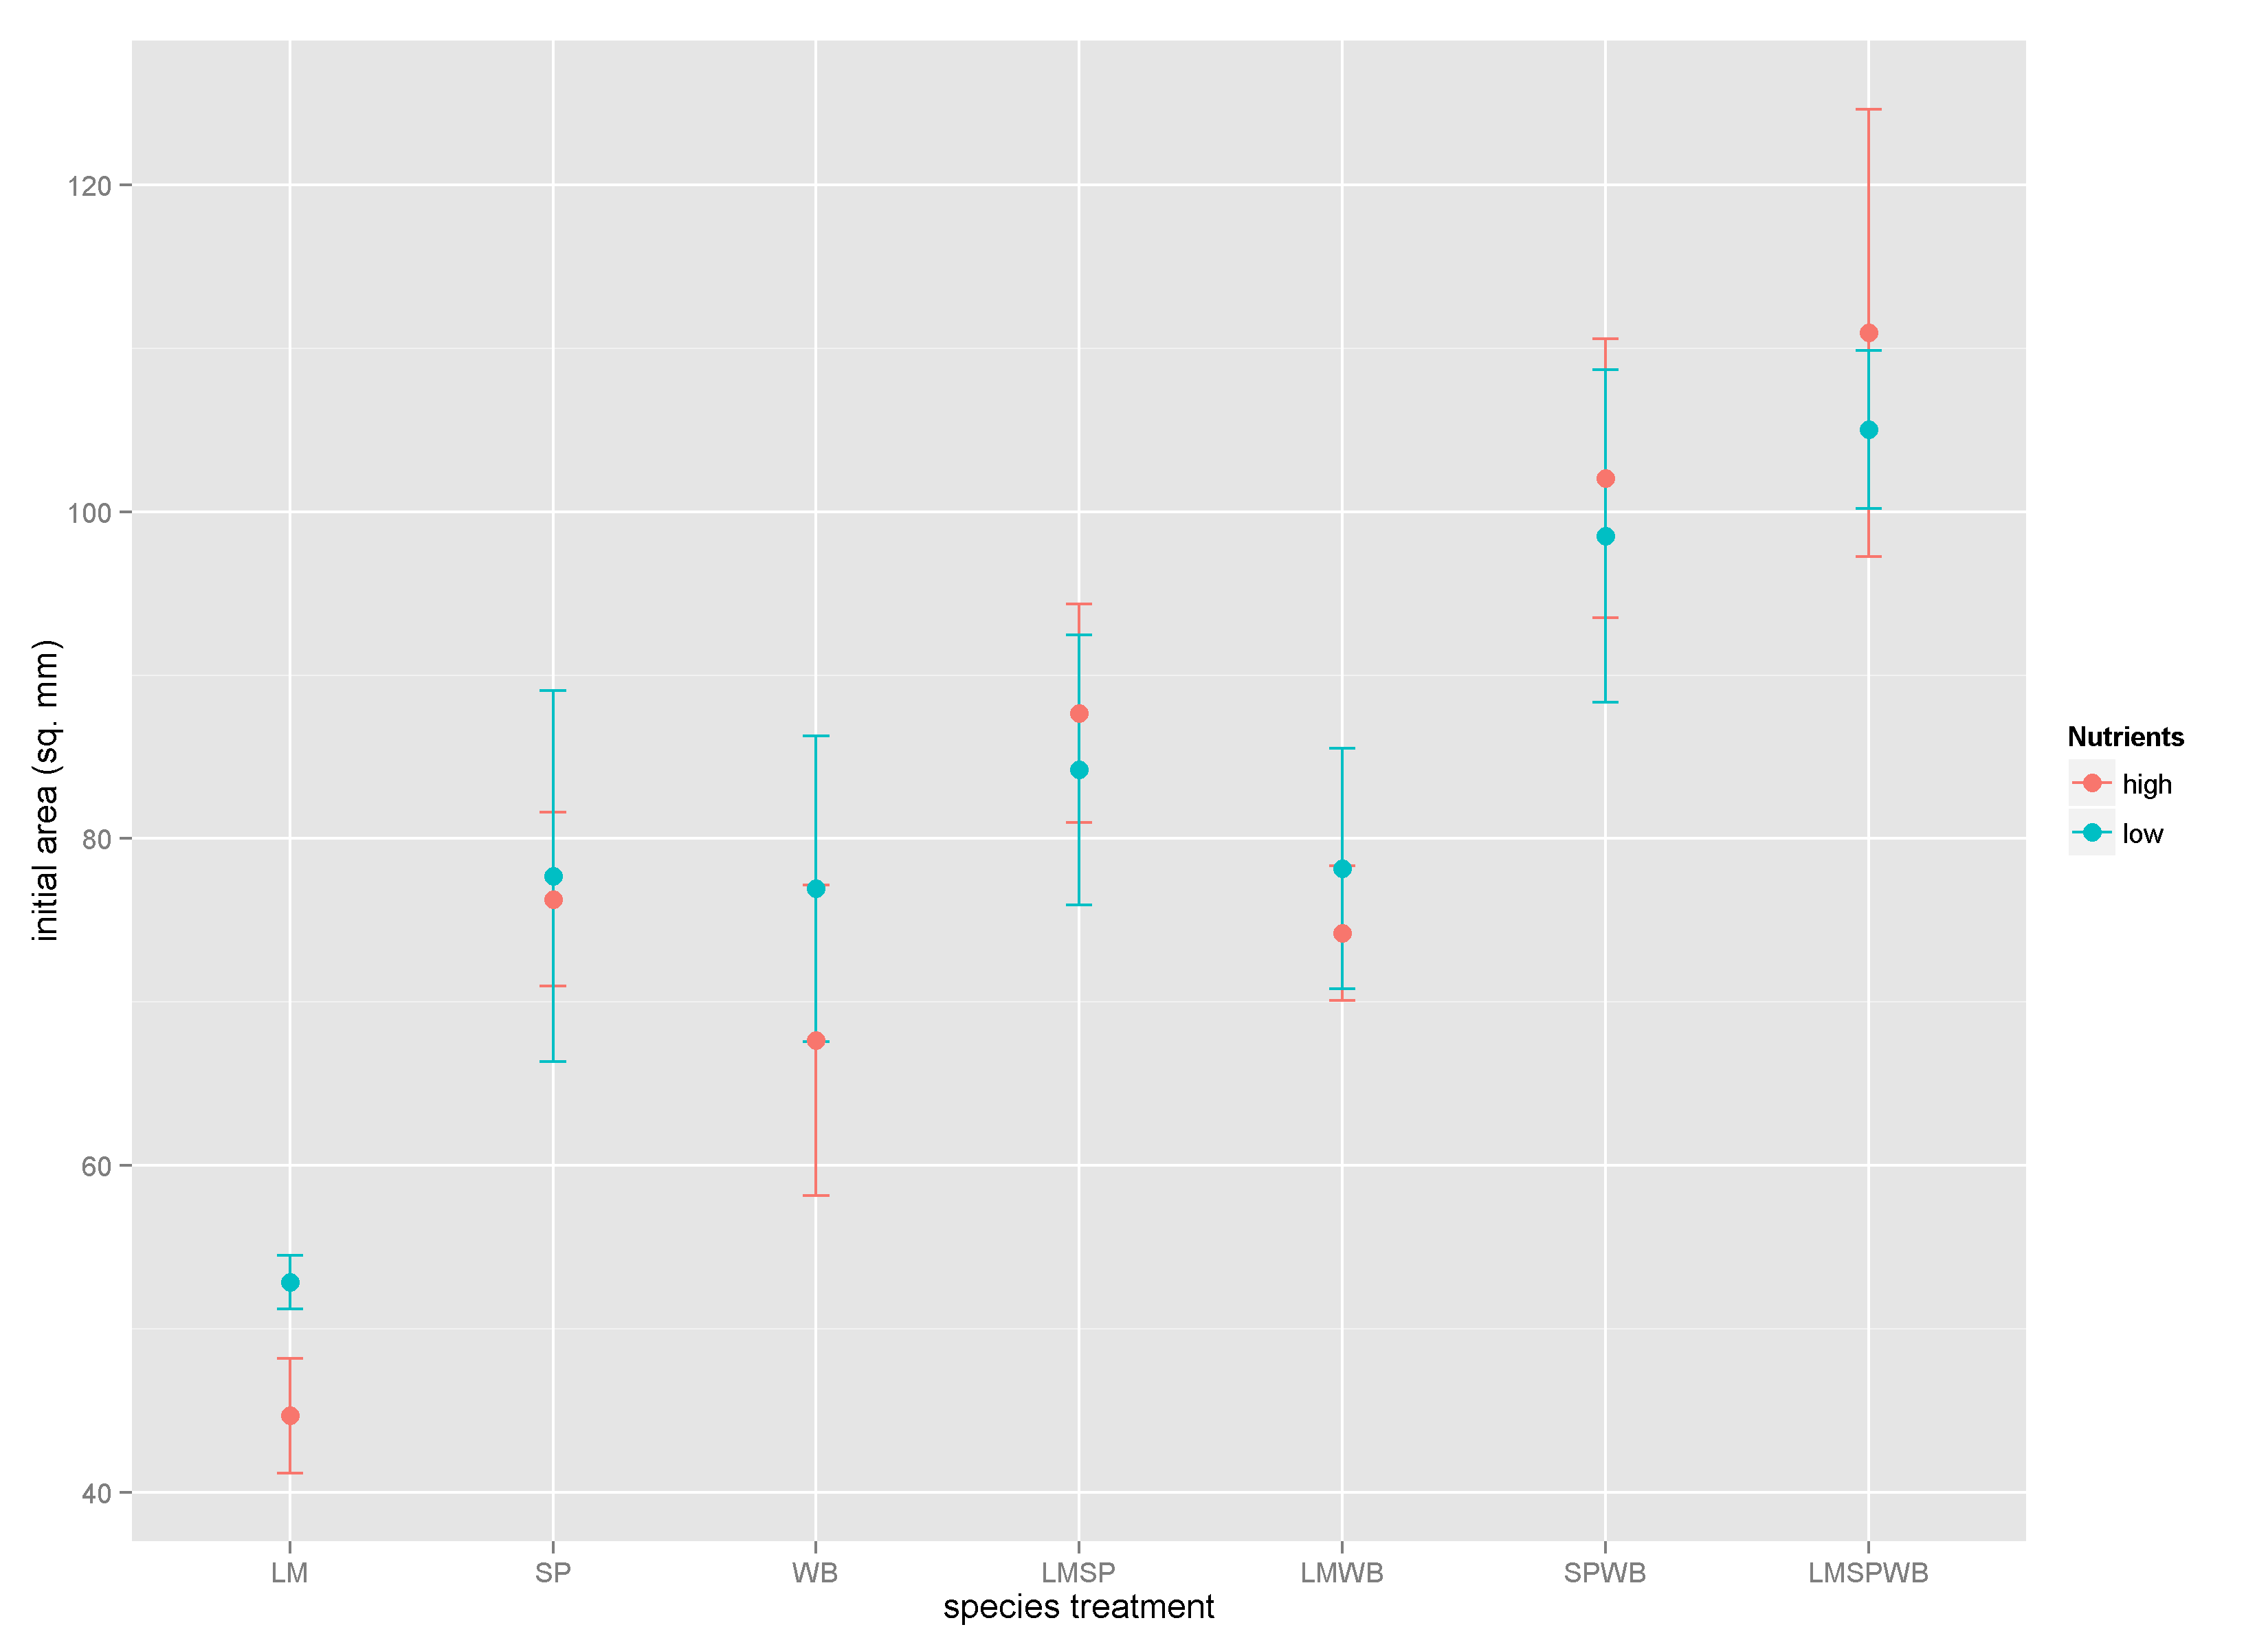 120
100
80
60
40
initial area (sq. mm)
LM SP WB LMSP LMWB SPWB LMSPWB
species treatment
Nutrients
high
low